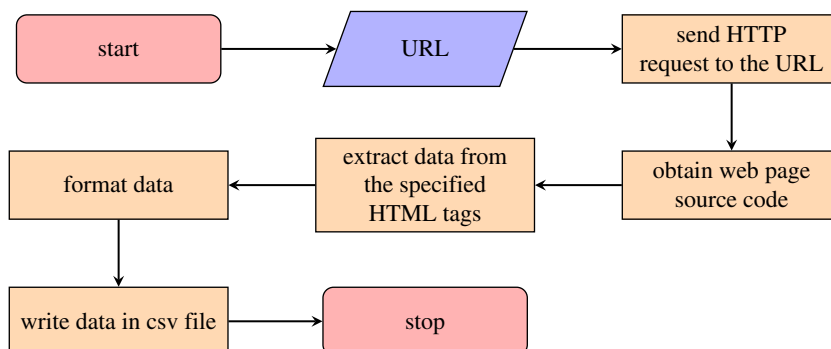 start
URL
send HTTP
request to the URL
obtain web page
source code
extract data from
the specified
HTML tags
format data
write data in csv file
stop